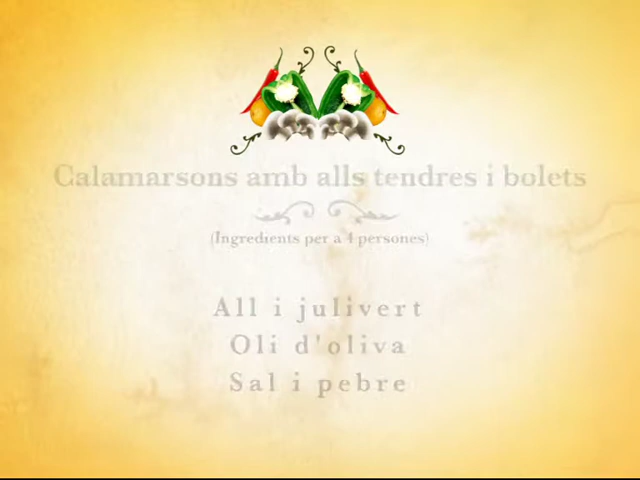 Calamarsons amb alls tendres i bolets
(Ingredients per a 4 persones)
All i julivert
Oli d'oliva
Sal i pebre